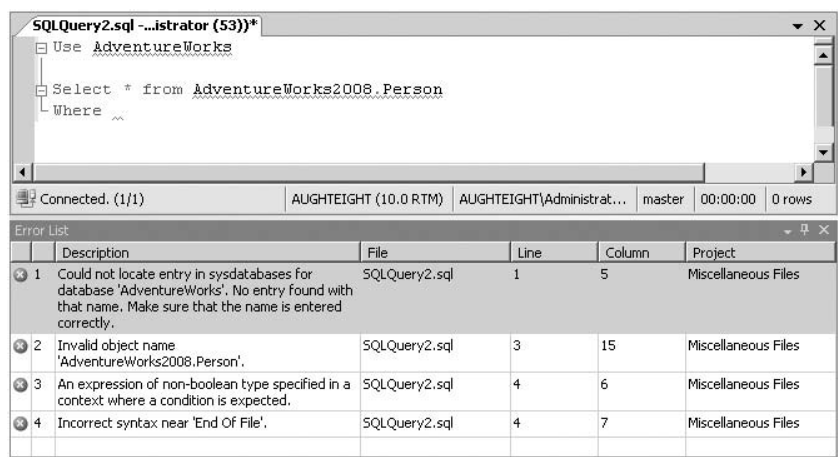 SQLQuery2.sql -...istrator (53))*
Use AdventureWorks
Select * from AdventureWorks2008.Person
Where
Connected. (1/1) AUGHTEIGHT (10.0 RTM) AUGHTEIGHT\Administrat... master 00:00:00 0 rows
Error List
Description File Line Column Project
1 Could not locate entry in sysdatabases for SQLQuery2.sql 1 5 Miscellaneous Files
database 'AdventureWorks'. No entry found with
that name. Make sure that the name is entered
correctly.
2 Invalid object name SQLQuery2.sql 3 15 Miscellaneous Files
'AdventureWorks2008.Person'.
3 An expression of non-boolean type specified in a SQLQuery2.sql 4 6 Miscellaneous Files
context where a condition is expected.
4 Incorrect syntax near 'End Of File'. SQLQuery2.sql 4 7 Miscellaneous Files